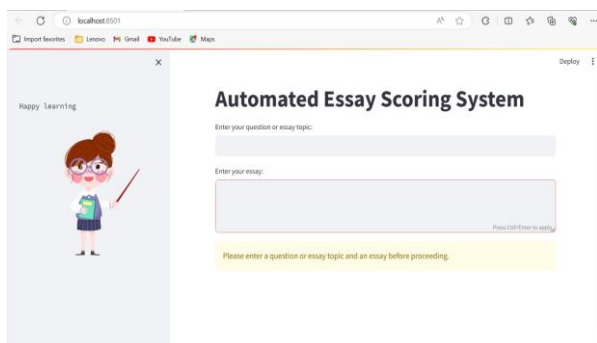 localhost:8501
Import favorites Lenovo Gmail YouTube Maps
Deploy
Happy learning
Automated Essay Scoring System
Enter your question or essay topic:
Enter your essay:
Press Ctrl+Enter to apply
Please enter a question or essay topic and an essay before proceeding.